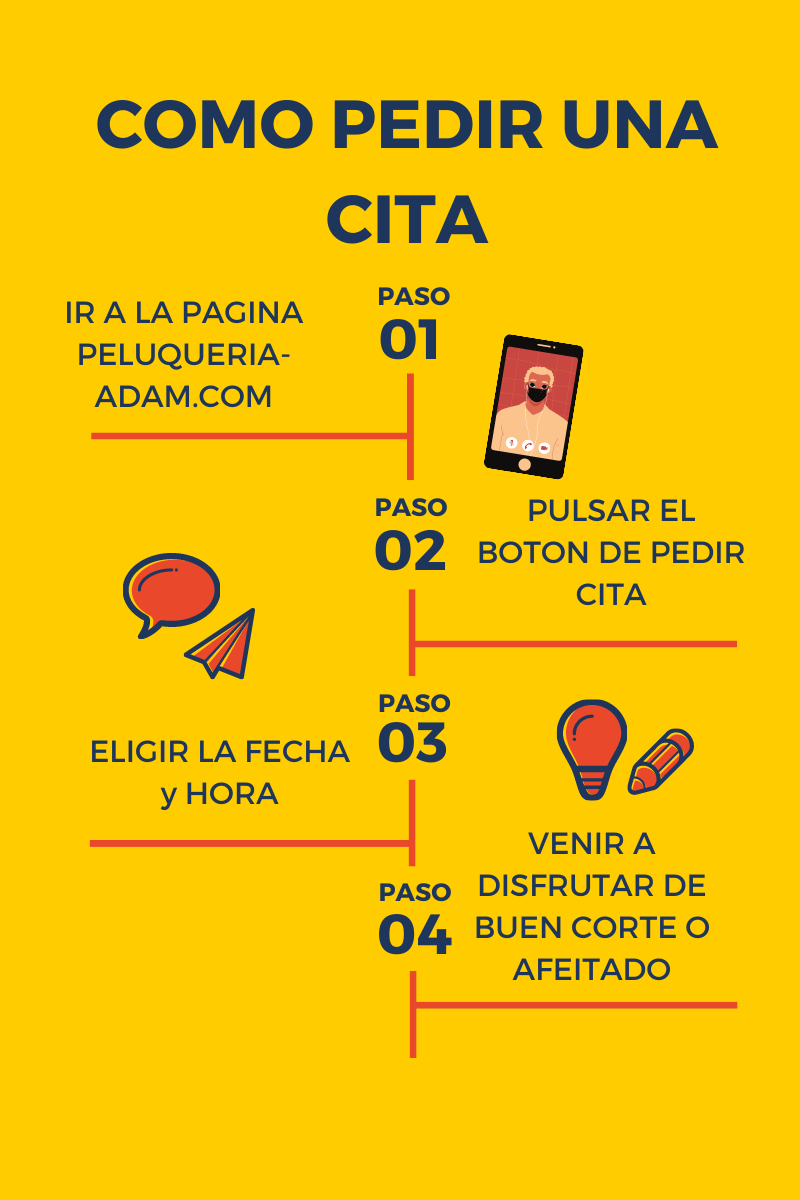 COMO PEDIR UNA
CITA
PASO
01
IR A LA PAGINA
PELUQUERIA-
ADAM.COM
PASO
02
PULSAR EL
BOTON DE PEDIR
CITA
PASO
03
ELIGIR LA FECHA
y HORA
PASO
04
VENIR A
DISFRUTAR DE
BUEN CORTE O
AFEITADO